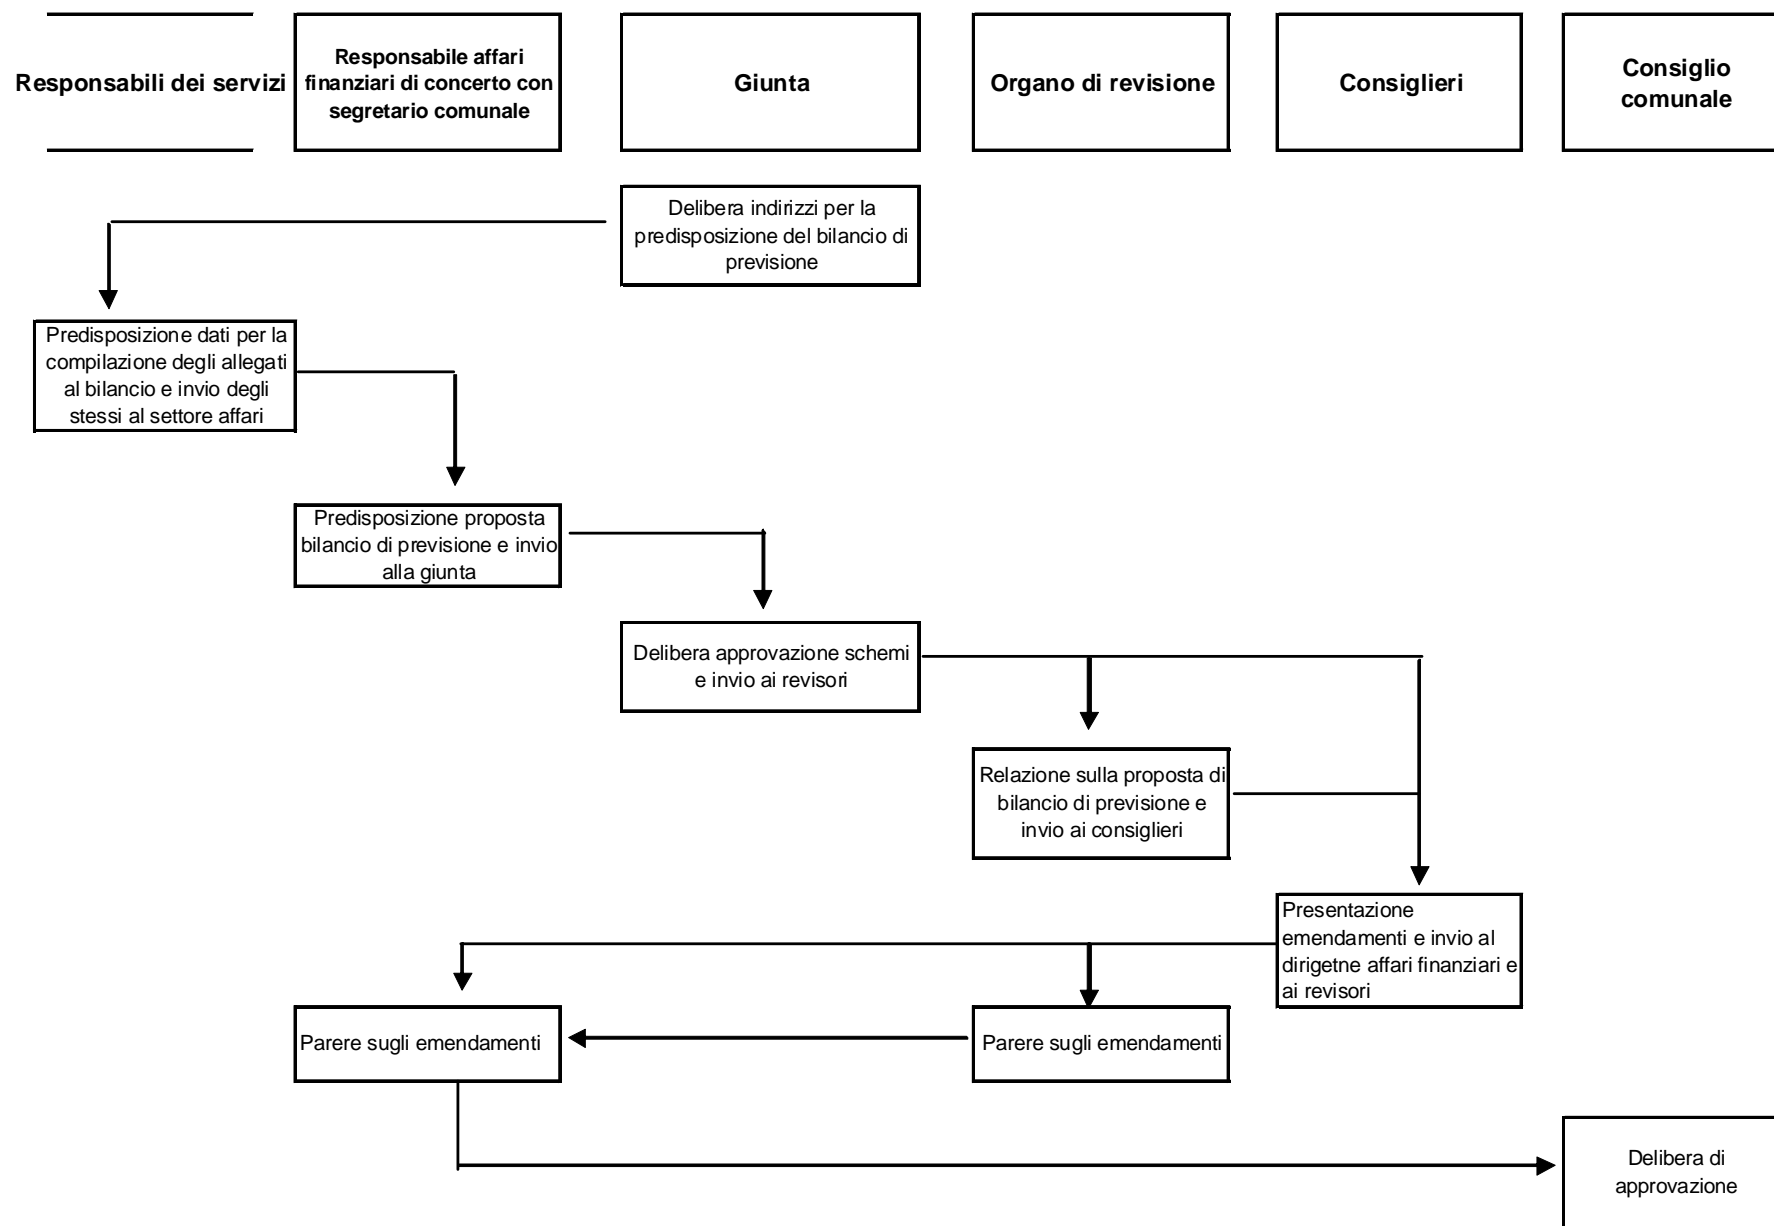 Responsabili dei servizi
Responsabile affari
finanziari di concerto con
segretario comunale
Giunta
Organo di revisione
Consiglieri
Consiglio
comunale
Delibera indirizzi per la
predisposizione del bilancio di
previsione
Predisposizione dati per la
compilazione degli allegati
al bilancio e invio degli
stessi al settore affari
Predisposizione proposta
bilancio di previsione e invio
alla giunta
Delibera approvazione schemi
e invio ai revisori
Relazione sulla proposta di
bilancio di previsione e
invio ai consiglieri
Presentazione
emendamenti e invio al
dirigetne affari finanziari e
ai revisori
Parere sugli emendamenti
Parere sugli emendamenti
Delibera di
approvazione